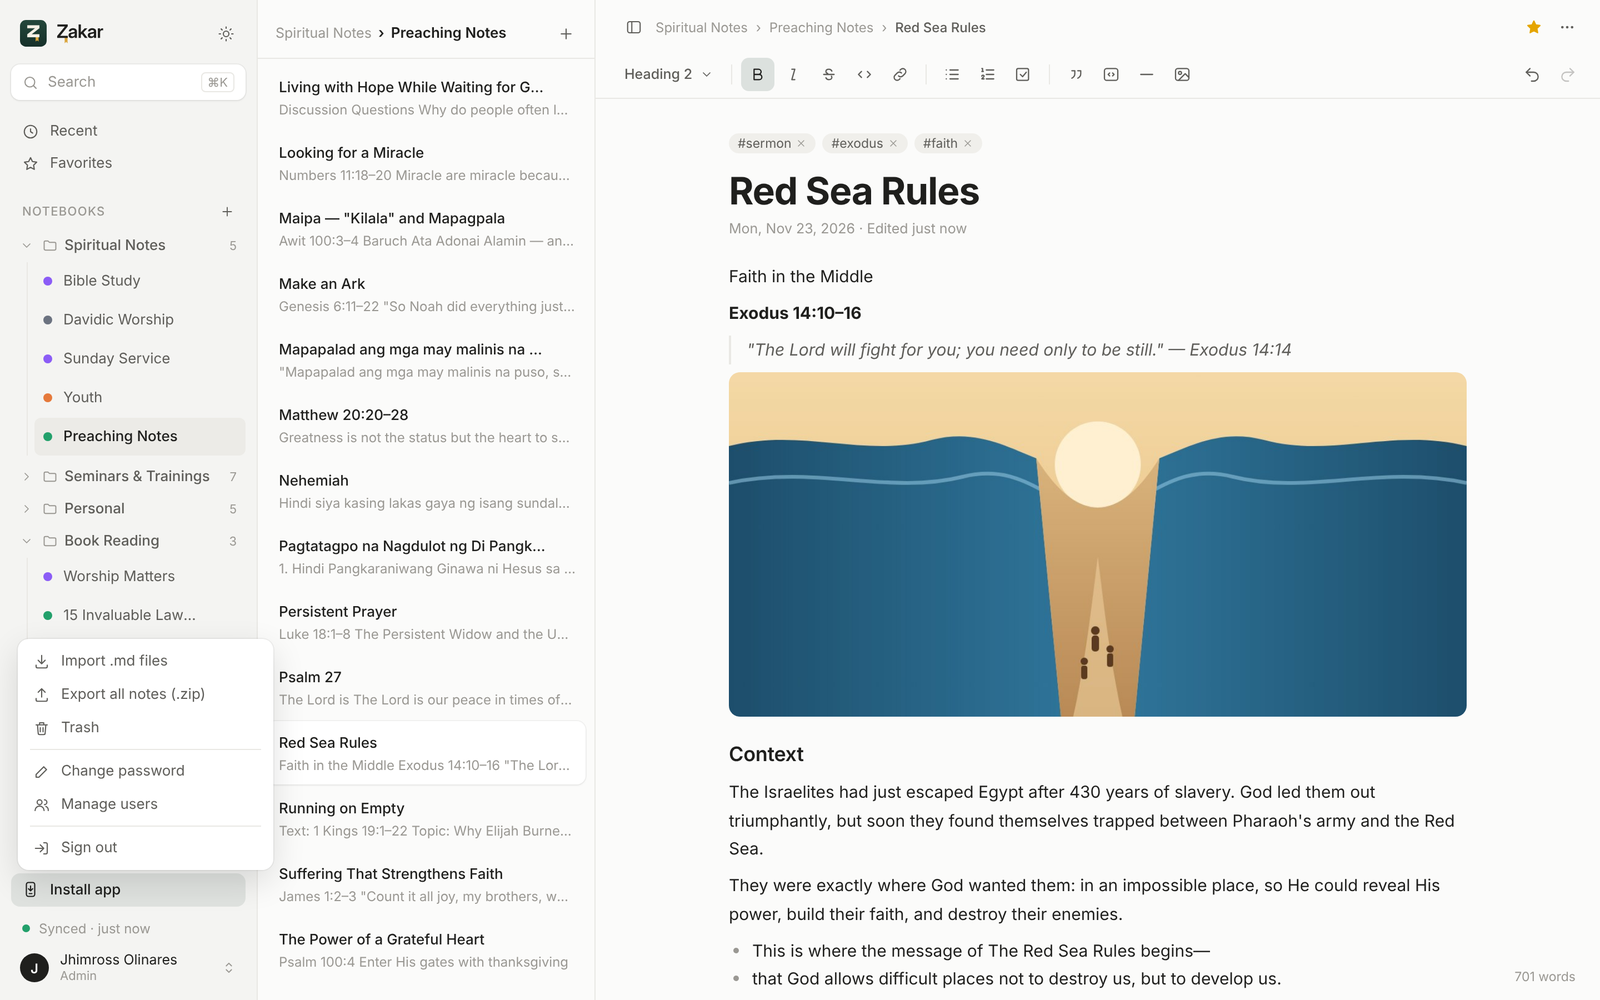 Zakar
Search
⌘K
Recent
Favorites
NOTEBOOKS
Spiritual Notes 5
Bible Study
Davidic Worship
Sunday Service
Youth
Preaching Notes
Seminars & Trainings 7
Personal 5
Book Reading 3
Worship Matters
15 Invaluable Law...
Import .md files
Export all notes (.zip)
Trash
Change password
Manage users
Sign out
Install app
Synced · just now
J
Jhimross Olinares
Admin
Spiritual Notes › Preaching Notes
Living with Hope While Waiting for G...
Discussion Questions Why do people often l...
Looking for a Miracle
Numbers 11:18–20 Miracle are miracle becau...
Maipa — "Kilala" and Mapagpala
Awit 100:3–4 Baruch Ata Adonai Alamin — an...
Make an Ark
Genesis 6:11–22 "So Noah did everything just...
Mapapalad ang mga may malinis na ...
"Mapapalad ang mga may malinis na puso, s...
Matthew 20:20–28
Greatness is not the status but the heart to s...
Nehemiah
Hindi siya kasing lakas gaya ng isang sundal...
Pagtatagpo na Nagdulot ng Di Pangk...
1. Hindi Pangkaraniwang Ginawa ni Hesus sa ...
Persistent Prayer
Luke 18:1–8 The Persistent Widow and the U...
Psalm 27
The Lord is The Lord is our peace in times of...
Red Sea Rules
Faith in the Middle Exodus 14:10–16 "The Lor...
Running on Empty
Text: 1 Kings 19:1–22 Topic: Why Elijah Burne...
Suffering That Strengthens Faith
James 1:2–3 "Count it all joy, my brothers, w...
The Power of a Grateful Heart
Psalm 100:4 Enter His gates with thanksgiving
Spiritual Notes › Preaching Notes › Red Sea Rules
Heading 2
B I S
#sermon × #exodus × #faith ×
Red Sea Rules
Mon, Nov 23, 2026 · Edited just now
Faith in the Middle
Exodus 14:10–16
"The Lord will fight for you; you need only to be still." — Exodus 14:14
Context
The Israelites had just escaped Egypt after 430 years of slavery. God led them out
triumphantly, but soon they found themselves trapped between Pharaoh's army and the Red
Sea.
They were exactly where God wanted them: in an impossible place, so He could reveal His
power, build their faith, and destroy their enemies.
• This is where the message of The Red Sea Rules begins—
• that God allows difficult places not to destroy us, but to develop us.
701 words